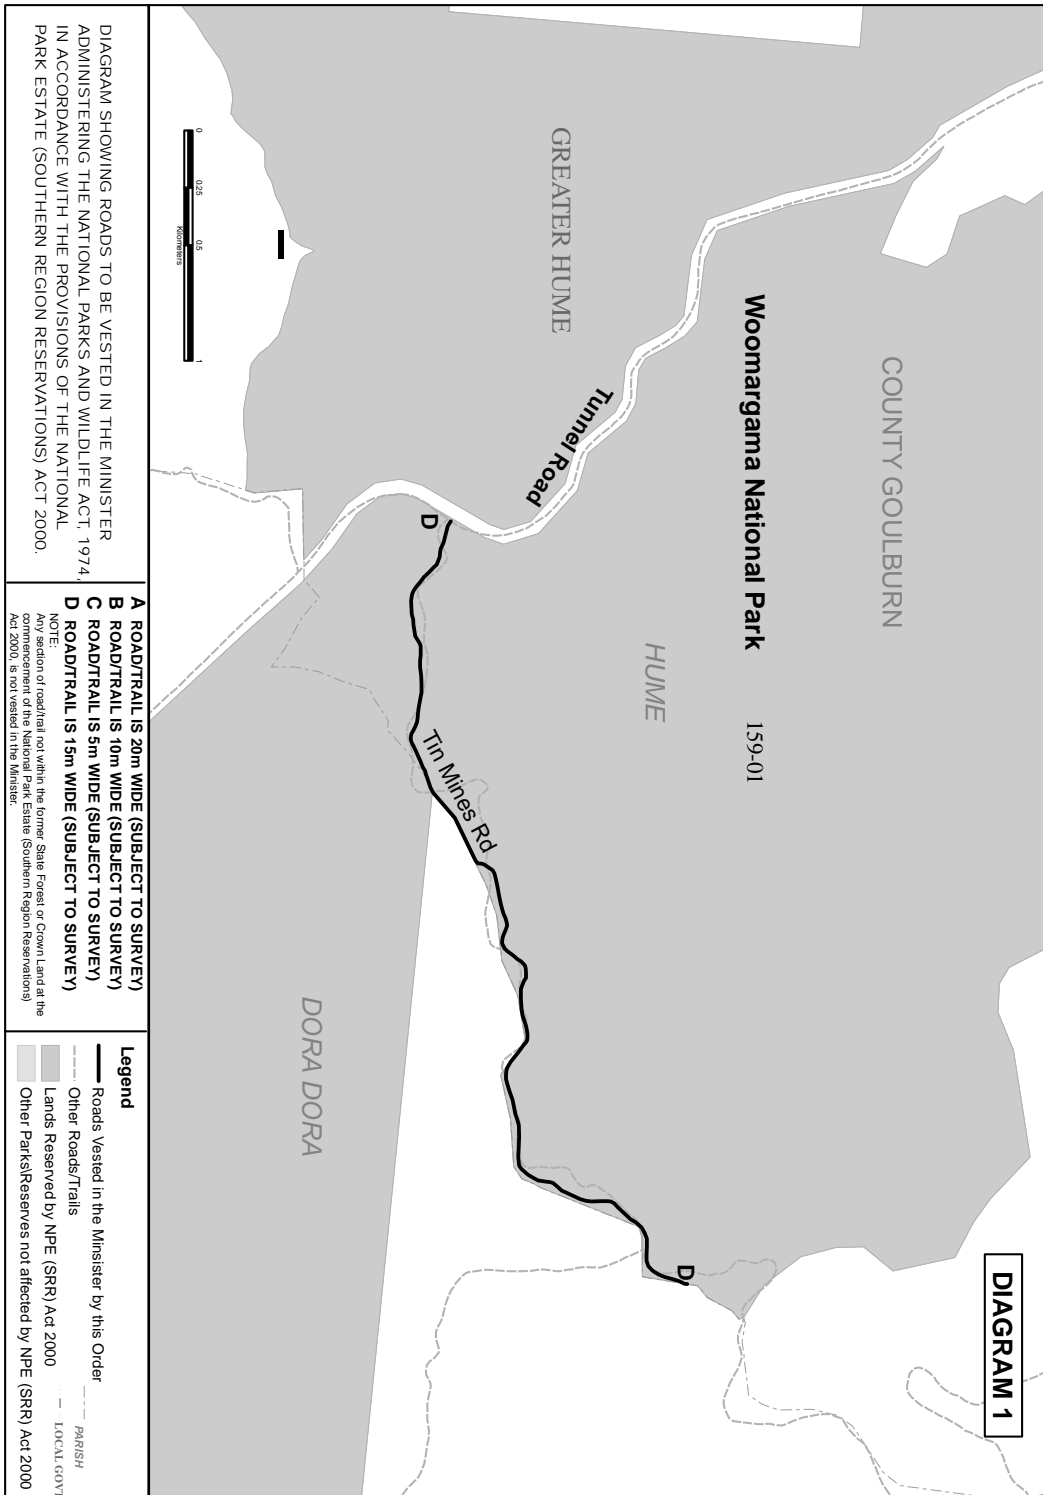 DIAGRAM 1
COUNTY GOULBURN
Woomargama National Park 159-01
HUME
GREATER HUME
Tunnel Road
D
Tin Mines Rd
D
DORA DORA
0 0.25 0.5 1
Kilometers
DIAGRAM SHOWING ROADS TO BE VESTED IN THE MINISTER
ADMINISTERING THE NATIONAL PARKS AND WILDLIFE ACT, 1974,
IN ACCORDANCE WITH THE PROVISIONS OF THE NATIONAL
PARK ESTATE (SOUTHERN REGION RESERVATIONS) ACT 2000.
A ROAD/TRAIL IS 20m WIDE (SUBJECT TO SURVEY)
B ROAD/TRAIL IS 10m WIDE (SUBJECT TO SURVEY)
C ROAD/TRAIL IS 5m WIDE (SUBJECT TO SURVEY)
D ROAD/TRAIL IS 15m WIDE (SUBJECT TO SURVEY)
NOTE:
Any section of road/trail not within the former State Forest or Crown Land at the
commencement of the National Park Estate (Southern Region Reservations)
Act 2000, is not vested in the Minister.
Legend
Roads Vested in the Minsister by this Order
Other Roads/Trails
Lands Reserved by NPE (SRR) Act 2000
Other Parks\Reserves not affected by NPE (SRR) Act 2000
PARISH
LOCAL GOVT